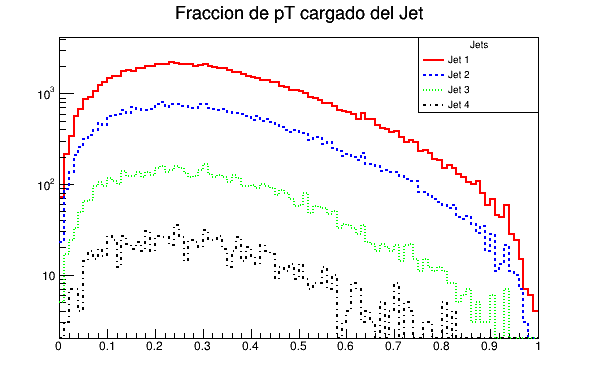 Fraccion de pT cargado del Jet
Jets
Jet 1
Jet 2
Jet 3
Jet 4
10³
10²
10
0 0.1 0.2 0.3 0.4 0.5 0.6 0.7 0.8 0.9 1